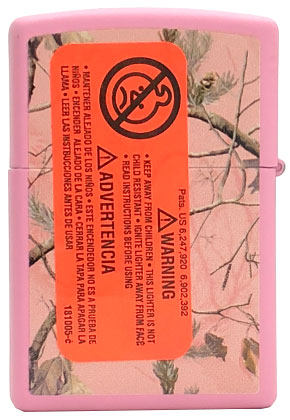 Pats. US 6,247,920 6,902,392
⚠WARNING
• KEEP AWAY FROM CHILDREN • THIS LIGHTER IS NOT
CHILD RESISTANT • IGNITE LIGHTER AWAY FROM FACE
• READ INSTRUCTIONS BEFORE USING
⚠ADVERTENCIA
• MANTENER ALEJADO DE LOS NIÑOS • ESTE ENCENDEDOR NO ES A PRUEBA DE
NIÑOS • ENCENDER ALEJADO DE LA CARA • CERRAR LA TAPA PARA APAGAR LA
LLAMA • LEER LAS INSTRUCCIONES ANTES DE USAR
181005-é